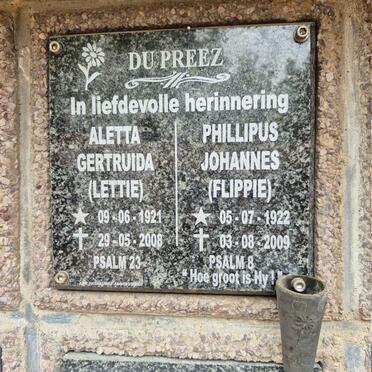 DU PREEZ
In liefdevolle herinnering
ALETTA
GERTRUIDA
(LETTIE)
09-06-1921
29-05-2008
PSALM 23
PHILLIPUS
JOHANNES
(FLIPPIE)
05-07-1922
03-08-2009
PSALM 8
"Hoe groot is Hy